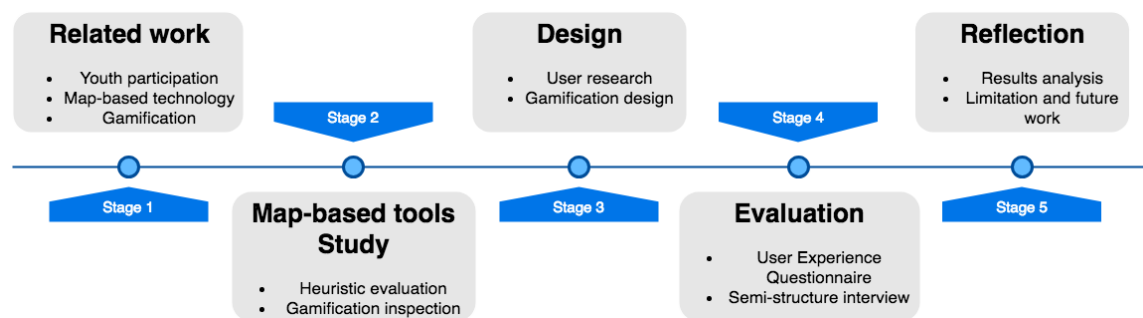 Related work
• Youth participation
• Map-based technology
• Gamification
Stage 1
Stage 2
Map-based tools
Study
• Heuristic evaluation
• Gamification inspection
Design
• User research
• Gamification design
Stage 3
Stage 4
Evaluation
• User Experience
Questionnaire
• Semi-structure interview
Reflection
• Results analysis
• Limitation and future
work
Stage 5